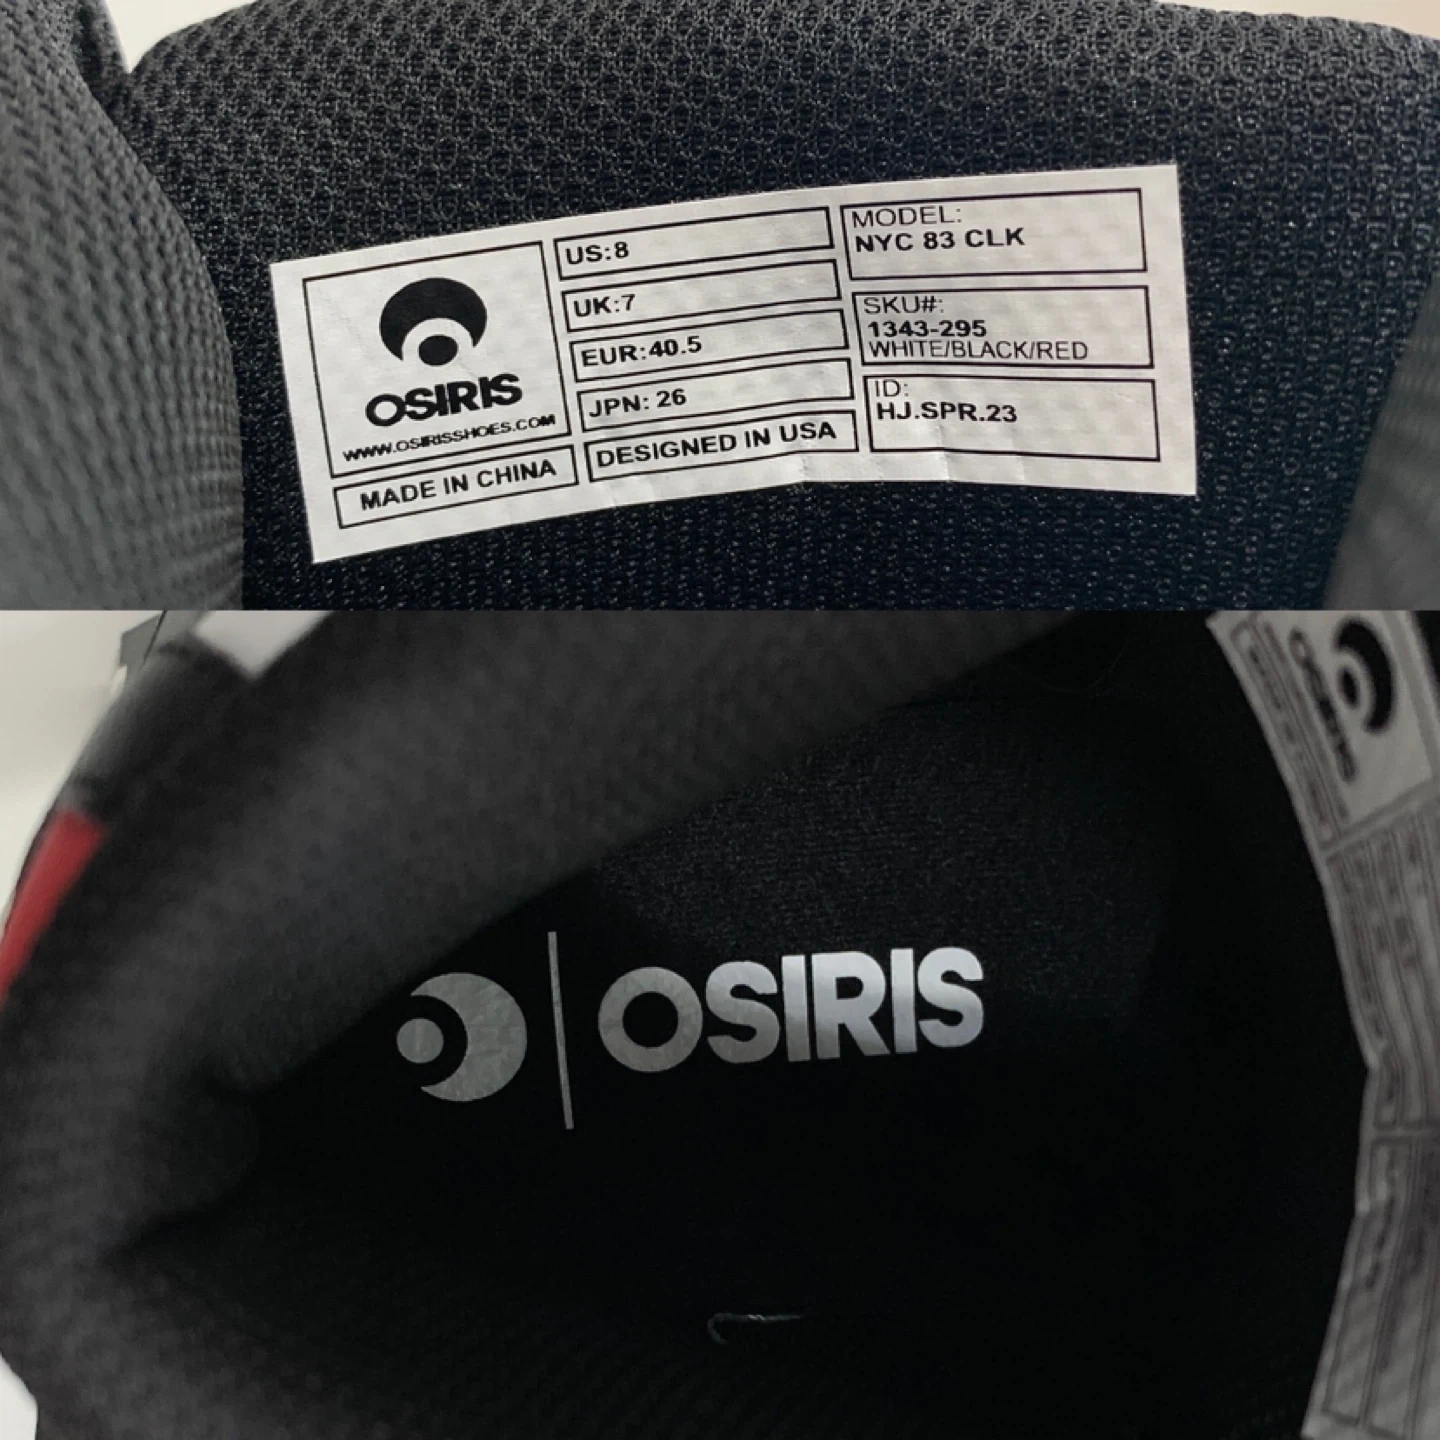 OSIRIS
WWW.OSIRISSHOES.COM
MADE IN CHINA
US:8
UK:7
EUR:40.5
JPN: 26
DESIGNED IN USA
MODEL:
NYC 83 CLK
SKU#:
1343-295
WHITE/BLACK/RED
ID:
HJ.SPR.23
OSIRIS
OSIRIS